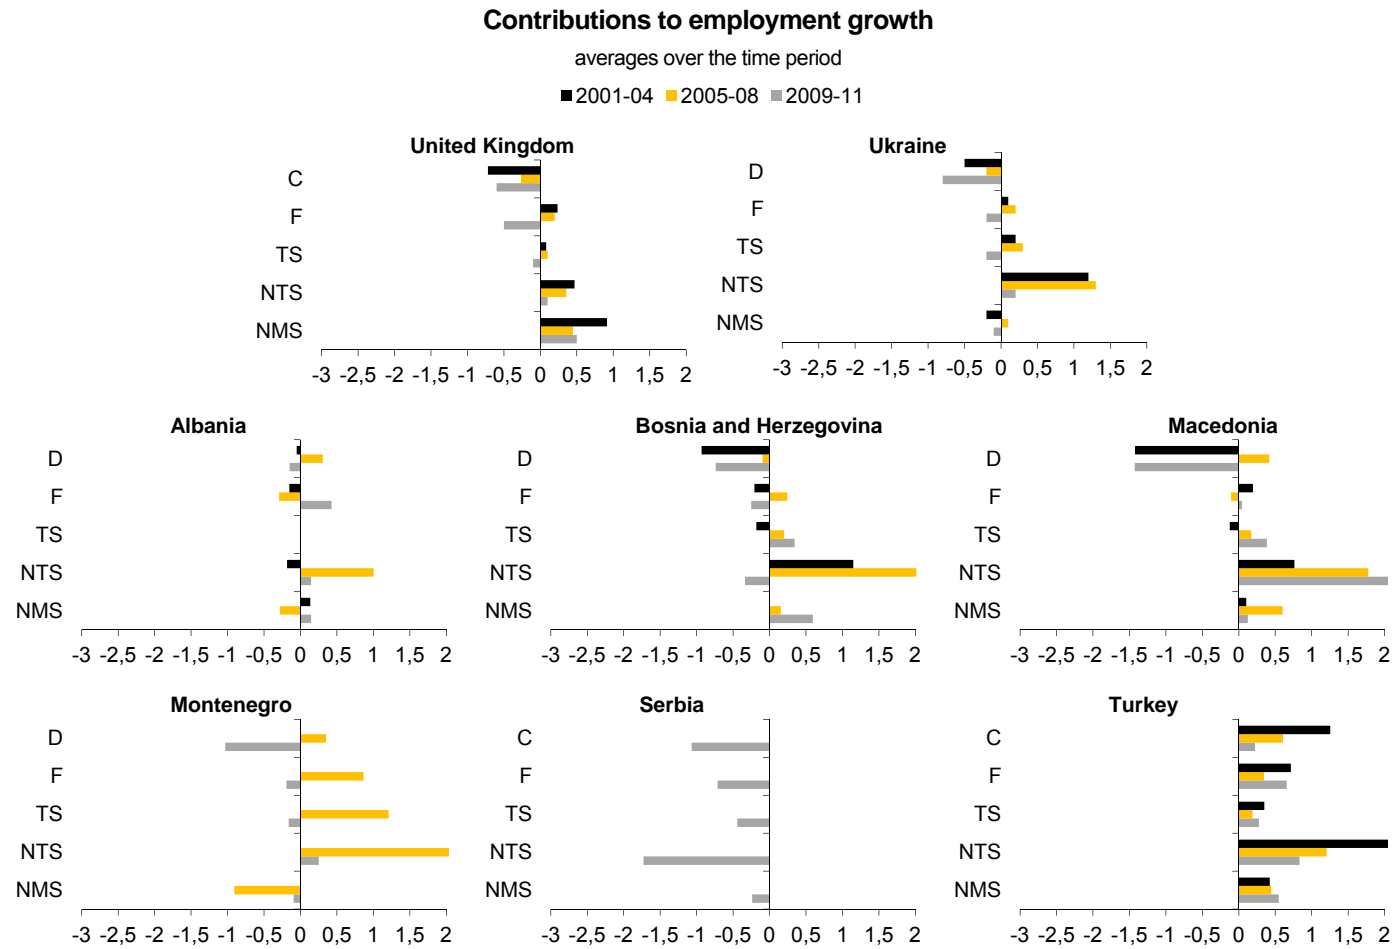 Contributions to employment growth
averages over the time period
2001-04 2005-08 2009-11
United Kingdom
C
F
TS
NTS
NMS
-3 -2,5 -2 -1,5 -1 -0,5 0 0,5 1 1,5 2
Ukraine
D
F
TS
NTS
NMS
-3 -2,5 -2 -1,5 -1 -0,5 0 0,5 1 1,5 2
Albania
D
F
TS
NTS
NMS
-3 -2,5 -2 -1,5 -1 -0,5 0 0,5 1 1,5 2
Bosnia and Herzegovina
D
F
TS
NTS
NMS
-3 -2,5 -2 -1,5 -1 -0,5 0 0,5 1 1,5 2
Macedonia
D
F
TS
NTS
NMS
-3 -2,5 -2 -1,5 -1 -0,5 0 0,5 1 1,5 2
Montenegro
D
F
TS
NTS
NMS
-3 -2,5 -2 -1,5 -1 -0,5 0 0,5 1 1,5 2
Serbia
C
F
TS
NTS
NMS
-3 -2,5 -2 -1,5 -1 -0,5 0 0,5 1 1,5 2
Turkey
C
F
TS
NTS
NMS
-3 -2,5 -2 -1,5 -1 -0,5 0 0,5 1 1,5 2